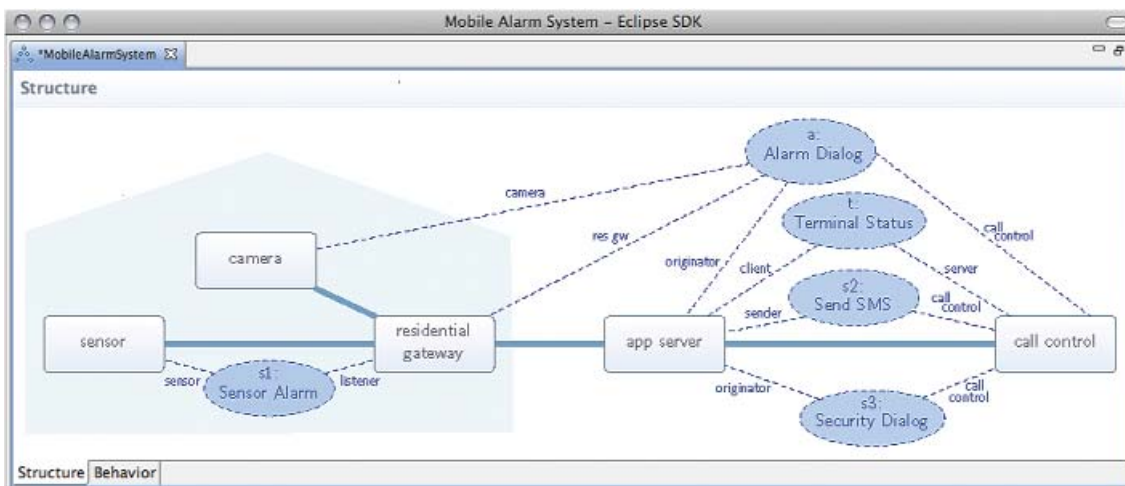 Mobile Alarm System – Eclipse SDK
*MobileAlarmSystem
Structure
a:
Alarm Dialog
camera
t:
Terminal Status
res gw
call
control
camera
originator
client
server
s2:
Send SMS
call
control
sender
sensor
residential
gateway
app server
call control
s1:
Sensor Alarm
sensor
listener
originator
call
control
s3:
Security Dialog
Structure
Behavior